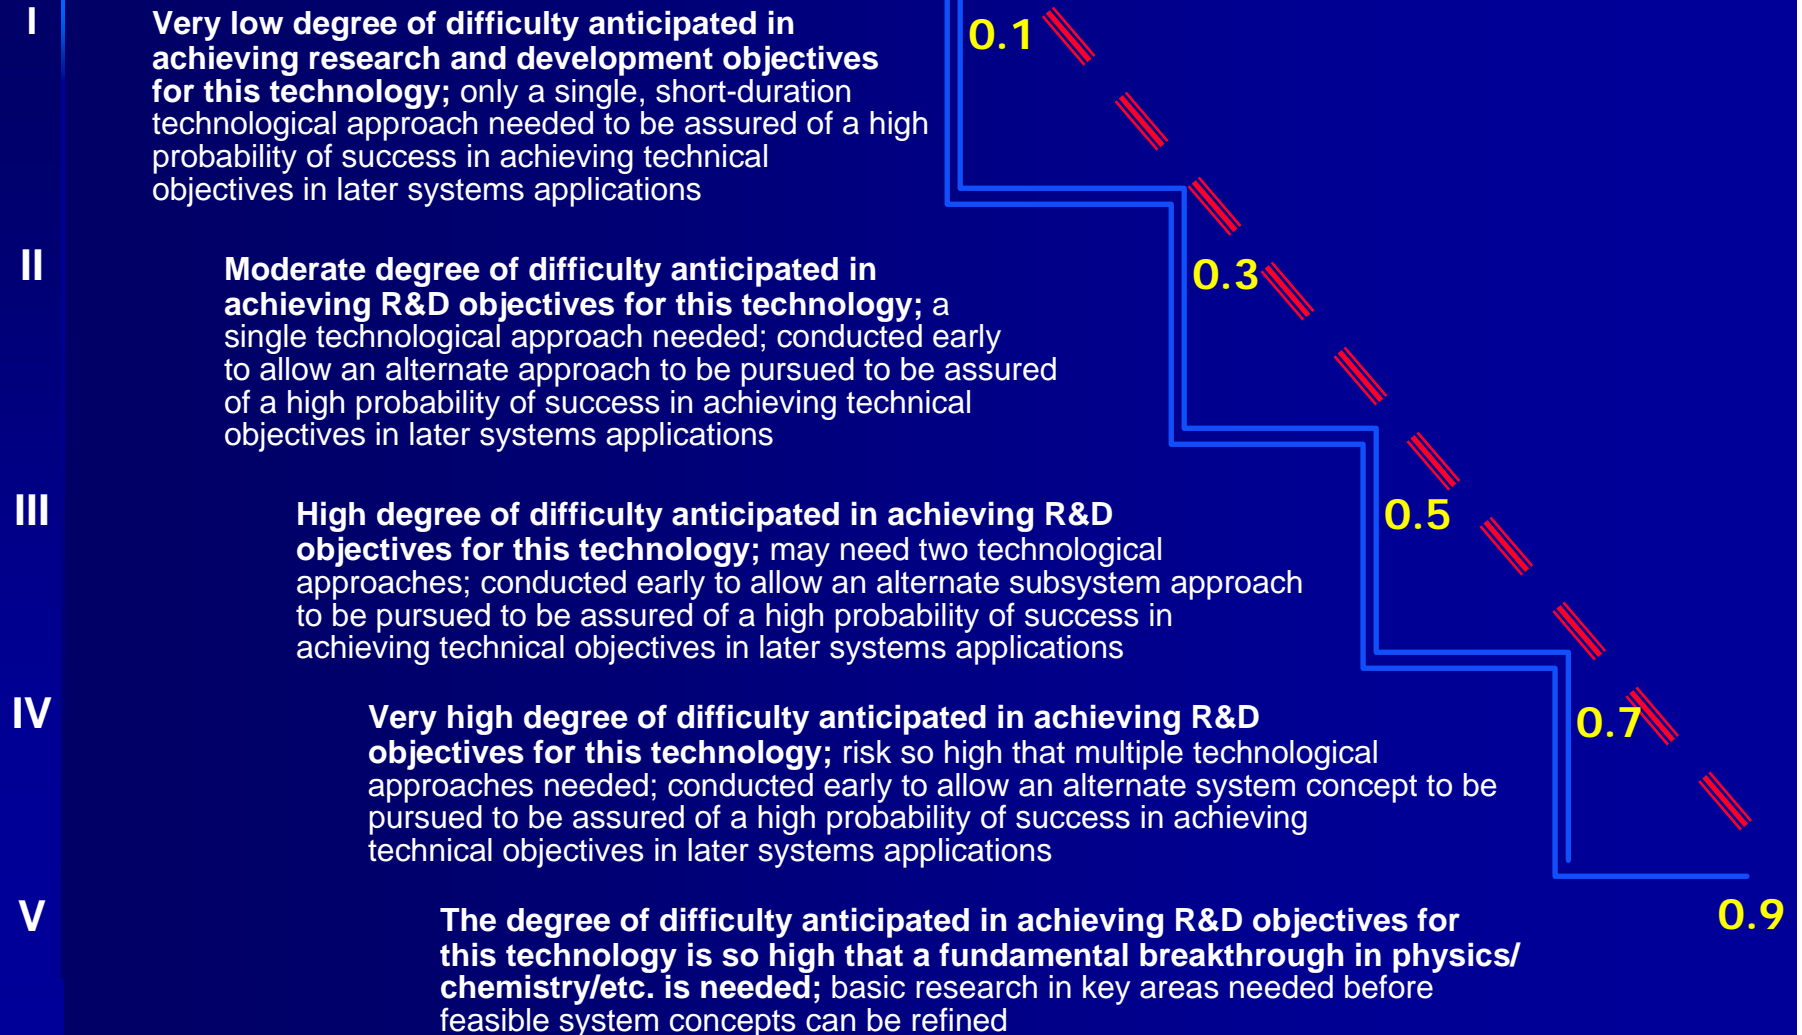 I
Very low degree of difficulty anticipated in
achieving research and development objectives
for this technology; only a single, short-duration
technological approach needed to be assured of a high
probability of success in achieving technical
objectives in later systems applications
0.1
II
Moderate degree of difficulty anticipated in
achieving R&D objectives for this technology; a
single technological approach needed; conducted early
to allow an alternate approach to be pursued to be assured
of a high probability of success in achieving technical
objectives in later systems applications
0.3
III
High degree of difficulty anticipated in achieving R&D
objectives for this technology; may need two technological
approaches; conducted early to allow an alternate subsystem approach
to be pursued to be assured of a high probability of success in
achieving technical objectives in later systems applications
0.5
IV
Very high degree of difficulty anticipated in achieving R&D
objectives for this technology; risk so high that multiple technological
approaches needed; conducted early to allow an alternate system concept to be
pursued to be assured of a high probability of success in achieving
technical objectives in later systems applications
0.7
V
The degree of difficulty anticipated in achieving R&D objectives for
this technology is so high that a fundamental breakthrough in physics/
chemistry/etc. is needed; basic research in key areas needed before
feasible system concepts can be refined
0.9